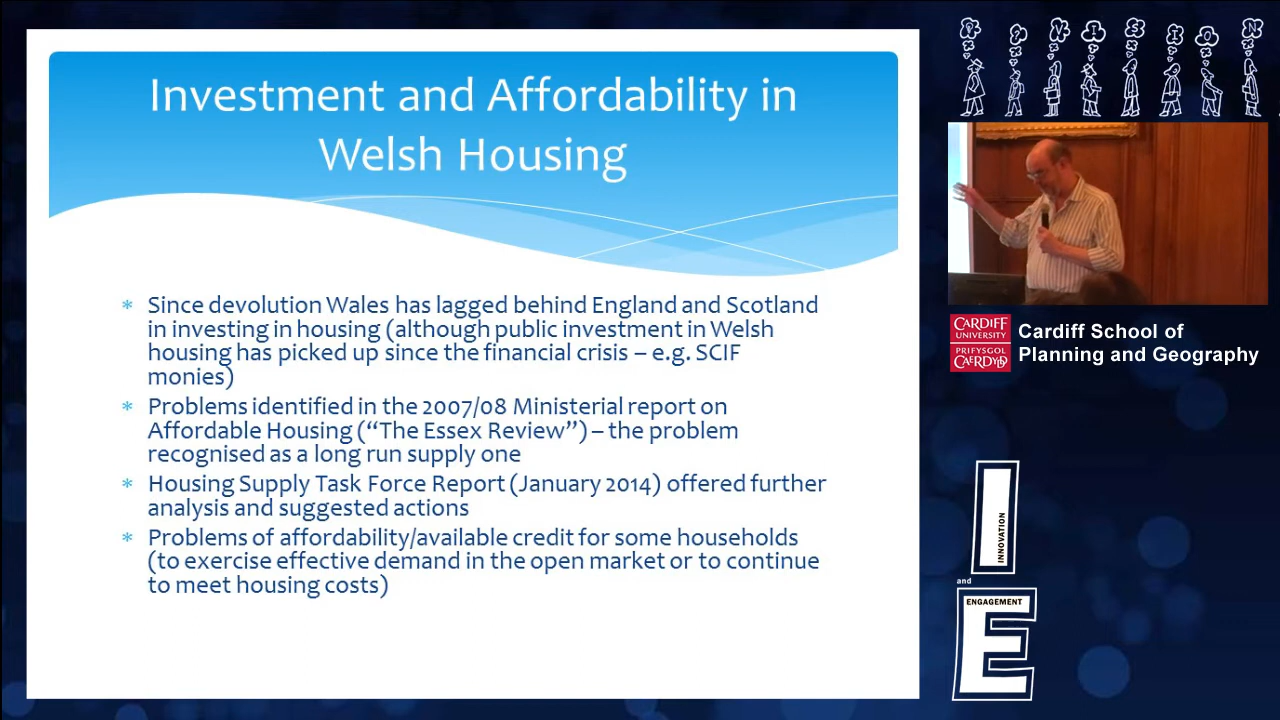 Investment and Affordability in
Welsh Housing
* Since devolution Wales has lagged behind England and Scotland
in investing in housing (although public investment in Welsh
housing has picked up since the financial crisis – e.g. SCIF
monies)
* Problems identified in the 2007/08 Ministerial report on
Affordable Housing (“The Essex Review”) – the problem
recognised as a long run supply one
* Housing Supply Task Force Report (January 2014) offered further
analysis and suggested actions
* Problems of affordability/available credit for some households
(to exercise effective demand in the open market or to continue
to meet housing costs)
Q ? V I S I O N
CARDIFF
UNIVERSITY
PRIFYSGOL
CAERDYDD
Cardiff School of
Planning and Geography
I
INNOVATION
and
ENGAGEMENT
E